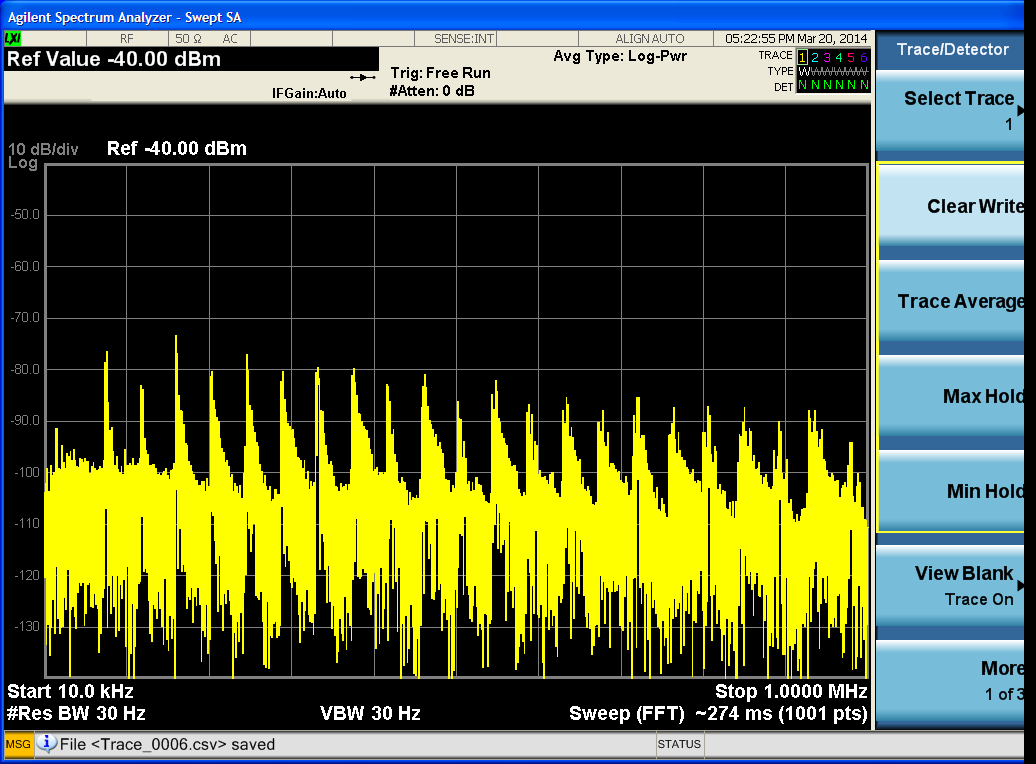 Agilent Spectrum Analyzer - Swept SA
LXI RF 50 Ω AC SENSE:INT ALIGN AUTO 05:22:55 PM Mar 20, 2014
Ref Value -40.00 dBm
Trig: Free Run
#Atten: 0 dB
IFGain:Auto
Avg Type: Log-Pwr
TRACE 1 2 3 4 5 6
TYPE WWWWWW
DET N N N N N N
10 dB/div
Log
Ref -40.00 dBm
-50.0
-60.0
-70.0
-80.0
-90.0
-100
-110
-120
-130
Start 10.0 kHz
Stop 1.0000 MHz
#Res BW 30 Hz
VBW 30 Hz
Sweep (FFT) ~274 ms (1001 pts)
MSG File <Trace_0006.csv> saved
STATUS
Trace/Detector
Select Trace
1
Clear Write
Trace Average
Max Hold
Min Hold
View Blank
Trace On
More
1 of 3